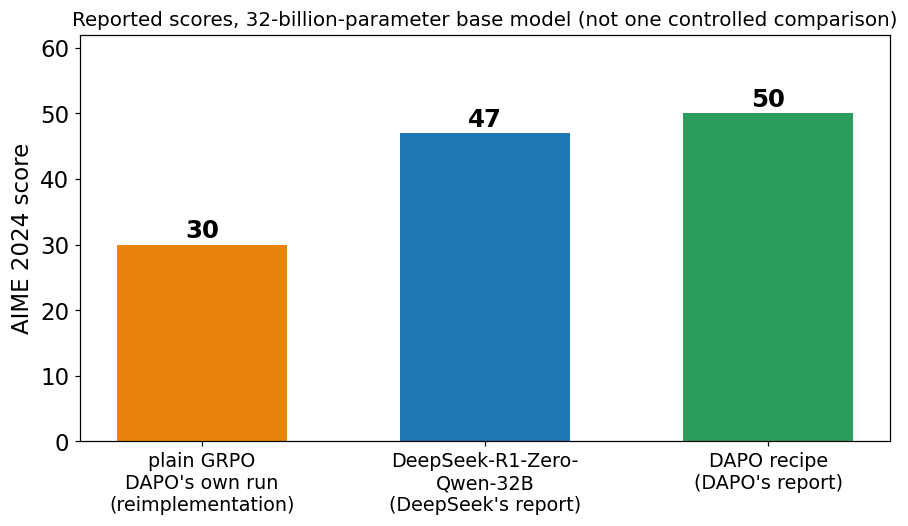 Reported scores, 32-billion-parameter base model (not one controlled comparison)
AIME 2024 score
60
50
40
30
20
10
0
30
47
50
plain GRPO
DAPO's own run
(reimplementation)
DeepSeek-R1-Zero-
Qwen-32B
(DeepSeek's report)
DAPO recipe
(DAPO's report)